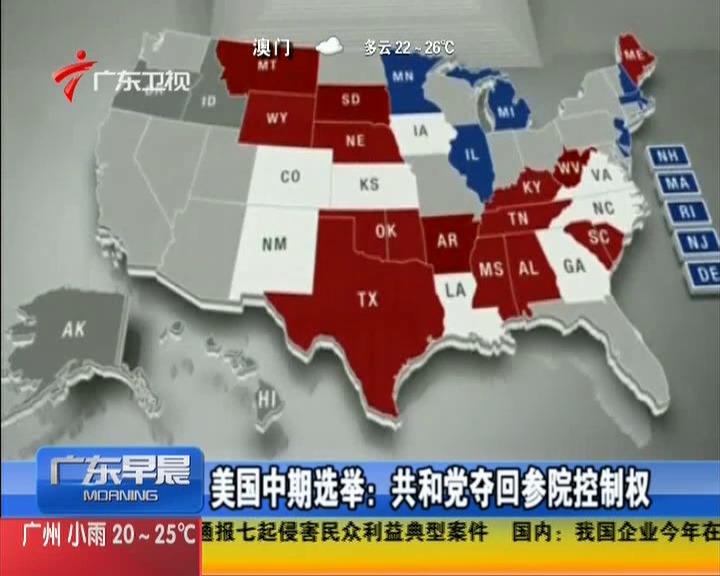 澳门 多云22~26℃
广东卫视
MT
ME
MN
OR
ID
WY
SD
MI
IA
NE
IL
NH
CO
KS
WV
VA
MA
KY
NC
RI
NM
OK
AR
TN
SC
NJ
MS
AL
GA
DE
TX
LA
AK
HI
广东早晨
MORNING
美国中期选举：共和党夺回参院控制权
广州 小雨 20~25℃
通报七起侵害民众利益典型案件 国内：我国企业今年在